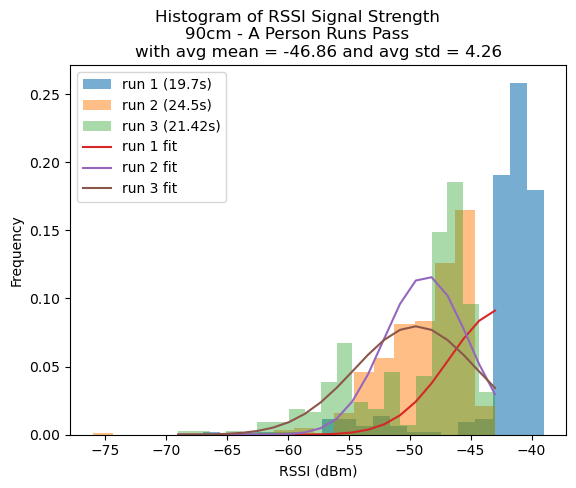 Histogram of RSSI Signal Strength
90cm - A Person Runs Pass
with avg mean = -46.86 and avg std = 4.26
run 1 (19.7s)
run 2 (24.5s)
run 3 (21.42s)
run 1 fit
run 2 fit
run 3 fit
Frequency
0.25
0.20
0.15
0.10
0.05
0.00
−75 −70 −65 −60 −55 −50 −45 −40
RSSI (dBm)